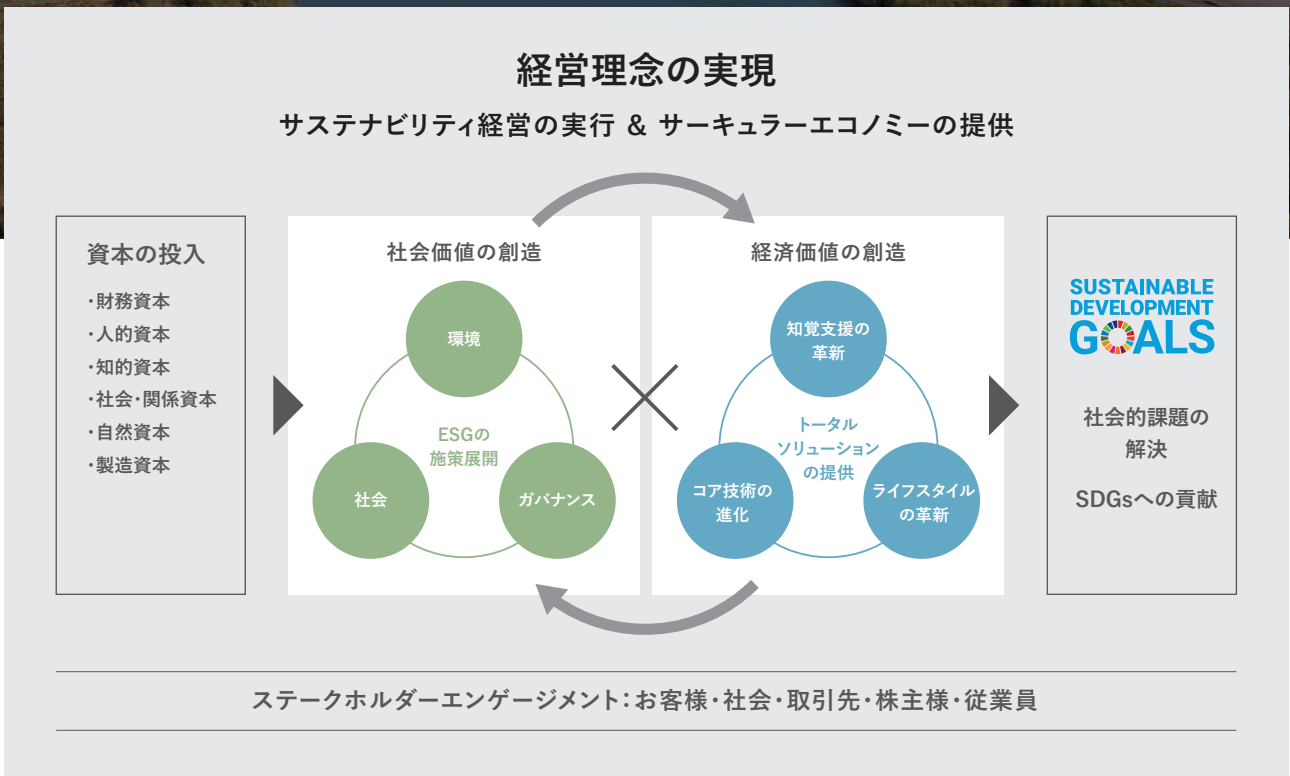 経営理念の実現
サステナビリティ経営の実行 & サーキュラーエコノミーの提供
資本の投入
・財務資本
・人的資本
・知的資本
・社会・関係資本
・自然資本
・製造資本
社会価値の創造
環境
ESGの
施策展開
社会
ガバナンス
経済価値の創造
知覚支援の
革新
トータル
ソリューション
の提供
コア技術の
進化
ライフスタイル
の革新
SUSTAINABLE
DEVELOPMENT
GOALS
社会的課題の
解決
SDGsへの貢献
ステークホルダーエンゲージメント：お客様・社会・取引先・株主様・従業員